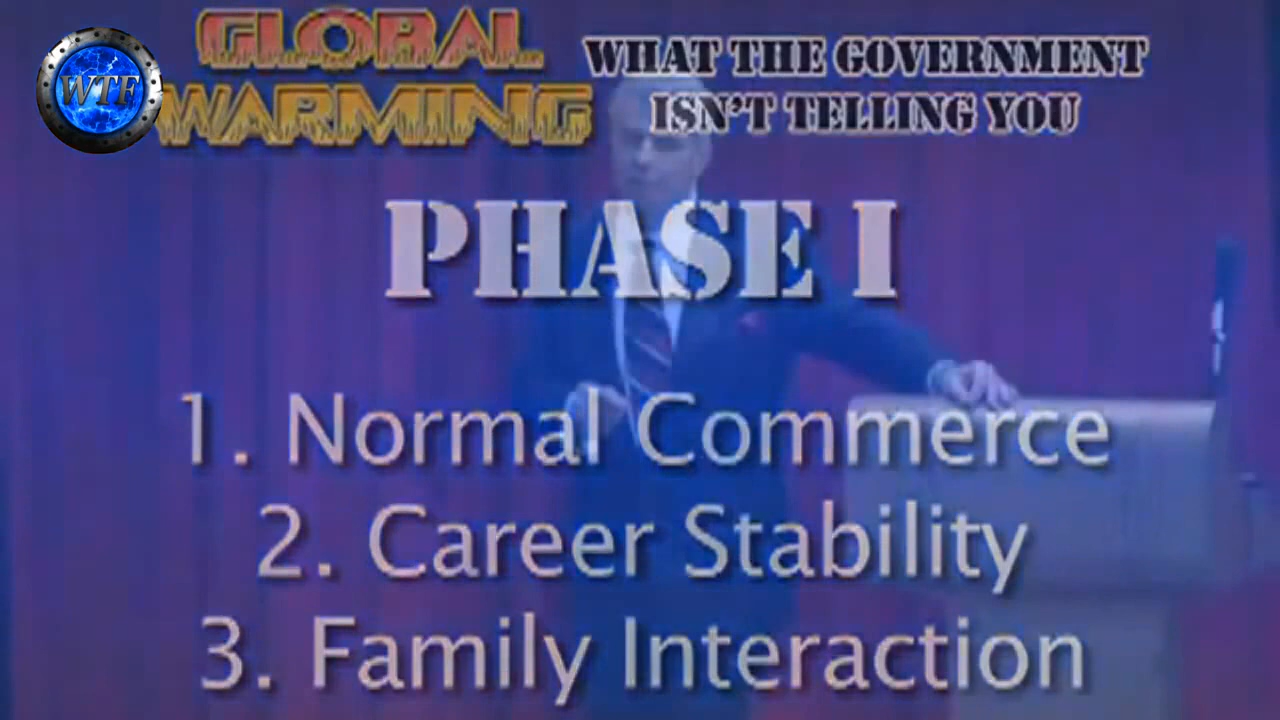 WTF
GLOBAL
WARMING
WHAT THE GOVERNMENT
ISN'T TELLING YOU
PHASE I
1. Normal Commerce
2. Career Stability
3. Family Interaction